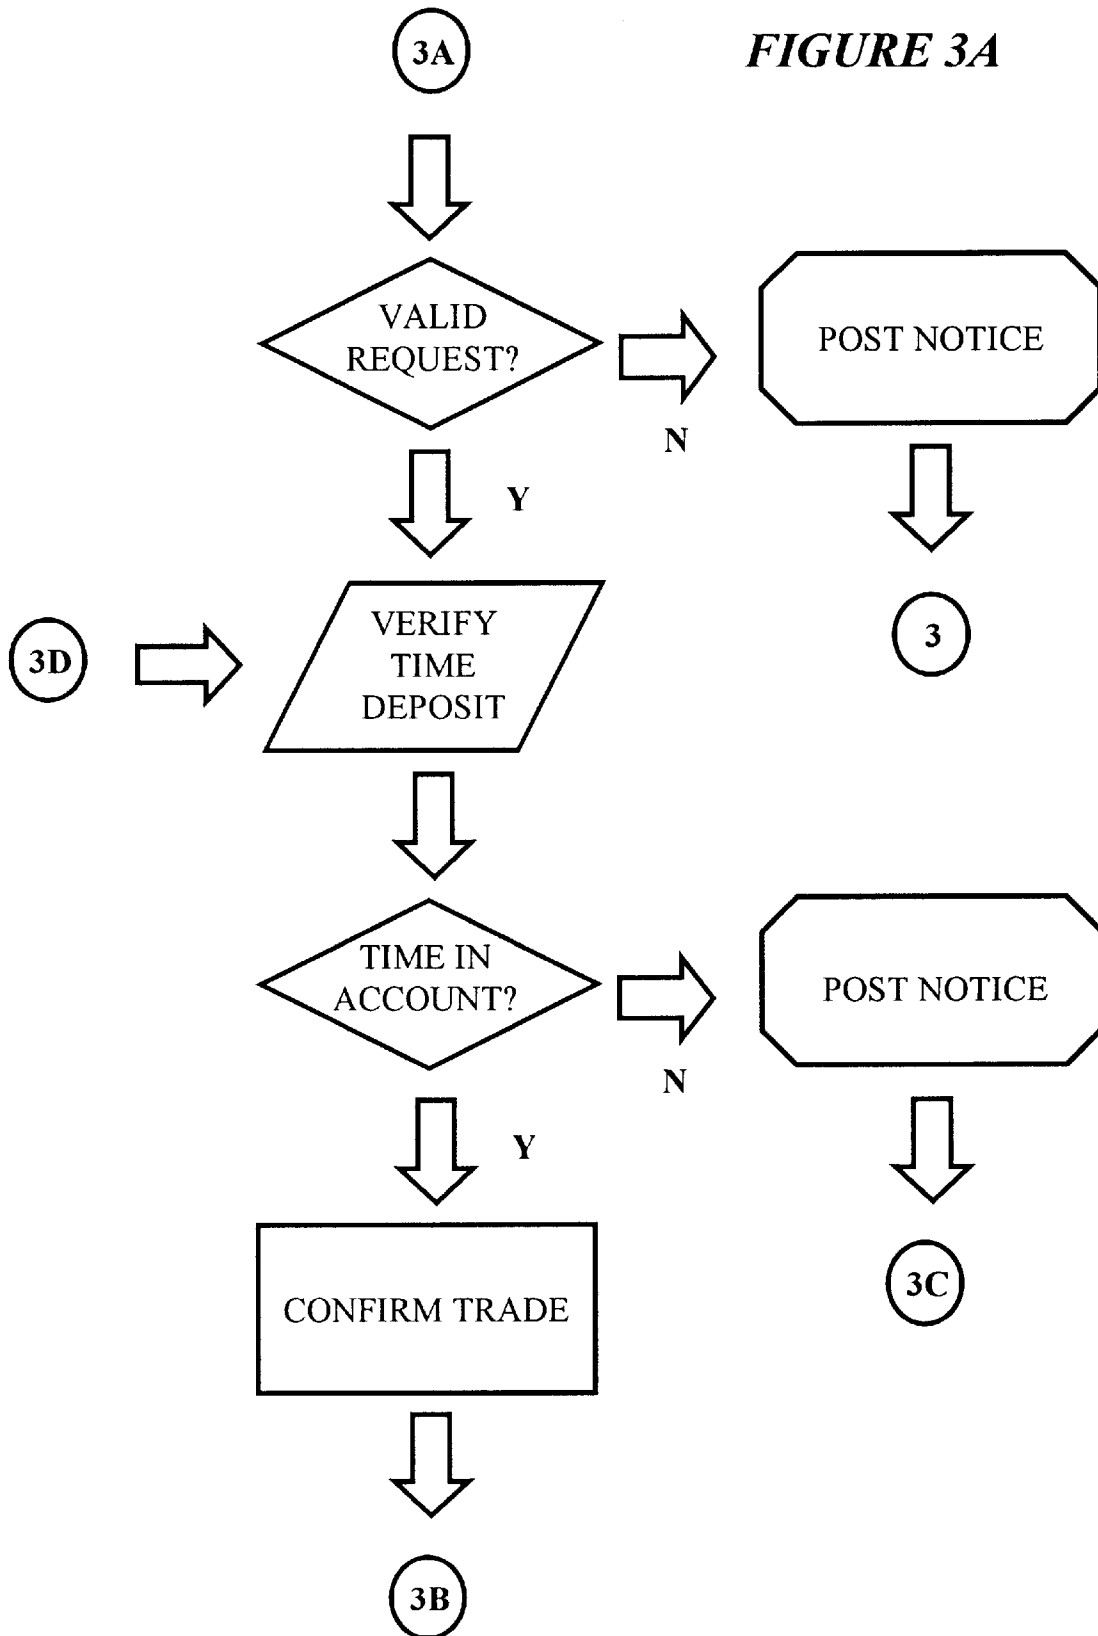 3A
FIGURE 3A
VALID
REQUEST?
POST NOTICE
N
Y
VERIFY
TIME
DEPOSIT
3D
3
TIME IN
ACCOUNT?
POST NOTICE
N
Y
CONFIRM TRADE
3C
3B